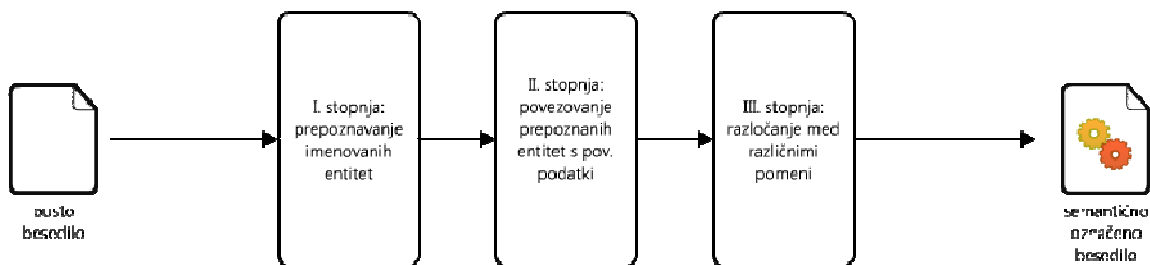 pusto
besedilo
I. stopnja:
prepoznavanje
imenovanih
entitet
II. stopnja:
povezovanje
prepoznanih
entitet s pov.
podatki
III. stopnja:
razločanje med
različnimi
pomeni
semantično
označeno
besedilo